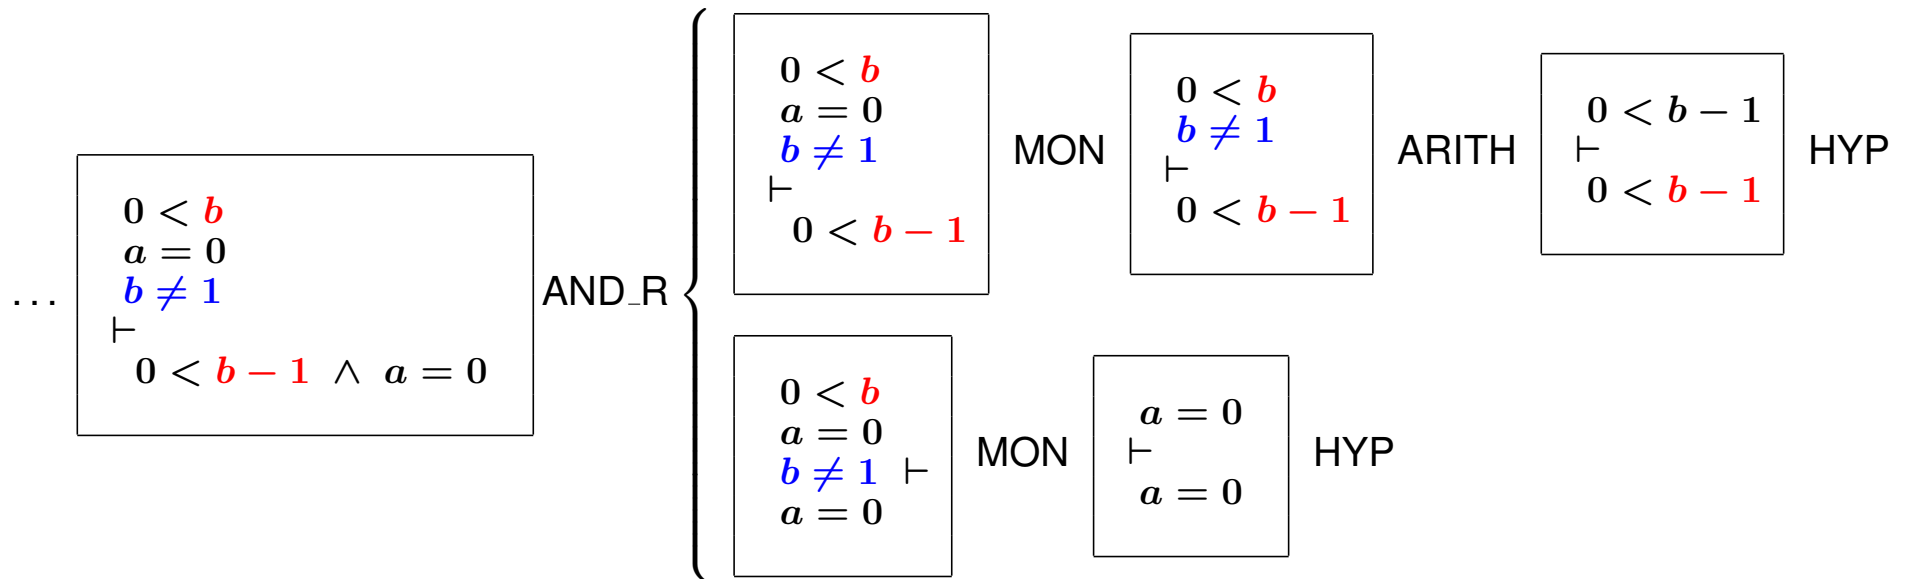 ...
0 < b
a = 0
b ≠ 1
⊢
0 < b − 1 ∧ a = 0
AND_R
0 < b
a = 0
b ≠ 1
⊢
0 < b − 1
MON
0 < b
b ≠ 1
⊢
0 < b − 1
ARITH
0 < b − 1
⊢
0 < b − 1
HYP
0 < b
a = 0
b ≠ 1 ⊢
a = 0
MON
a = 0
⊢
a = 0
HYP